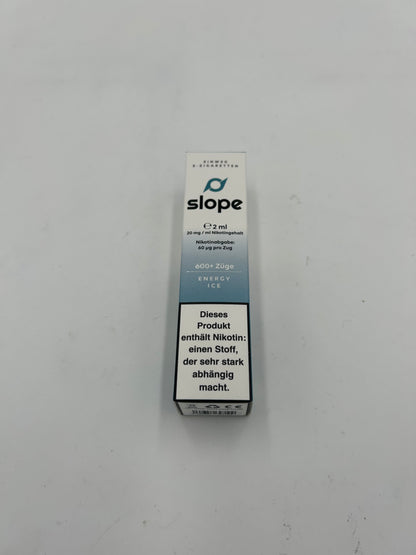 EINWEG
E-ZIGARETTEN
slope
℮ 2 ml
20 mg / ml Nikotingehalt
Nikotinabgabe:
60 µg pro Zug
600+ Züge
ENERGY
ICE
Dieses
Produkt
enthält Nikotin:
einen Stoff,
der sehr stark
abhängig
macht.
CE